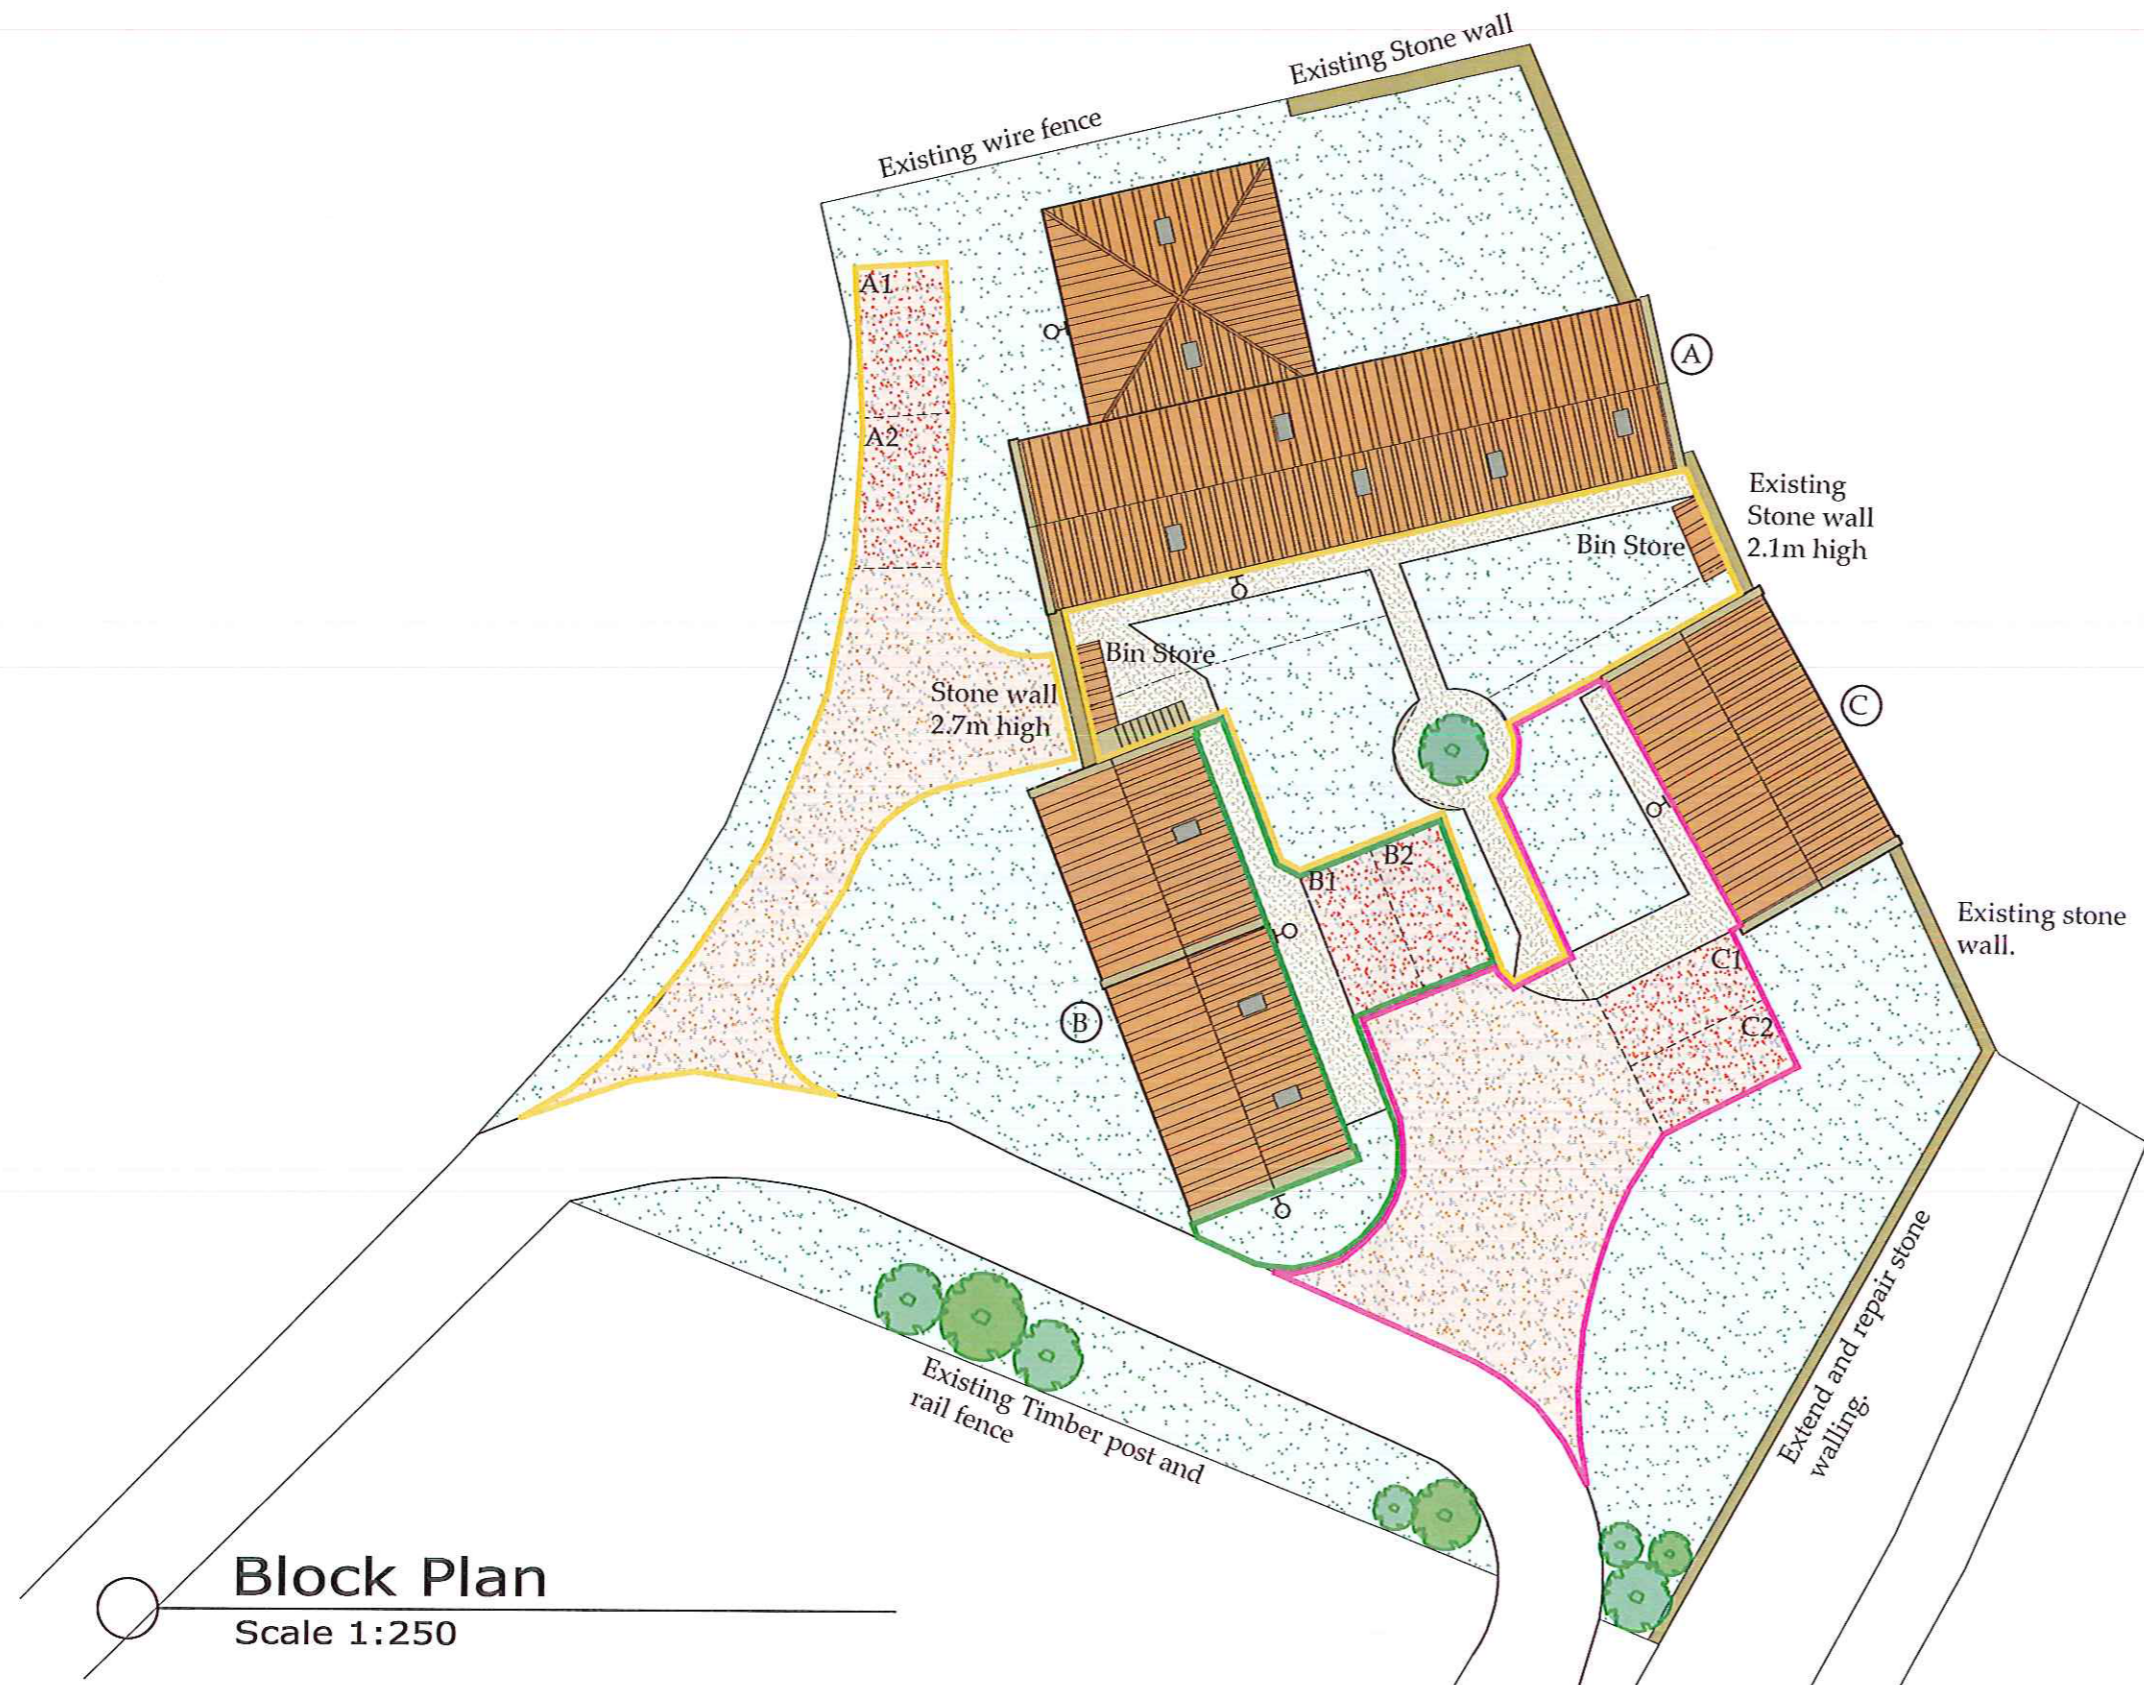 Existing Stone wall
Existing wire fence
A1
A
A2
Existing
Stone wall
2.1m high
Bin Store
Bin Store
Stone wall
2.7m high
C
B2
B1
Existing stone
wall.
C1
C2
B
Extend and repair stone
walling.
Existing Timber post and
rail fence
Block Plan
Scale 1:250